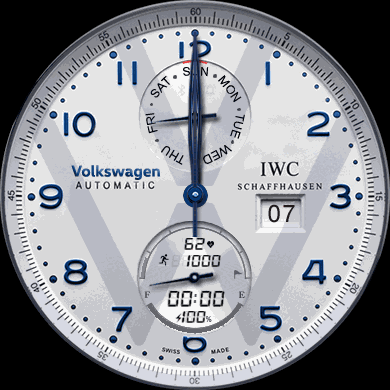 60
55
5
50
10
45
15
40
20
35
25
30
12
11
1
10
2
9
3
8
4
7
5
6
SUN
MON
TUE
WED
THU
FRI
SAT
Volkswagen
AUTOMATIC
IWC
SCHAFFHAUSEN
07
62
1000
F E
00:00
100%
SWISS MADE